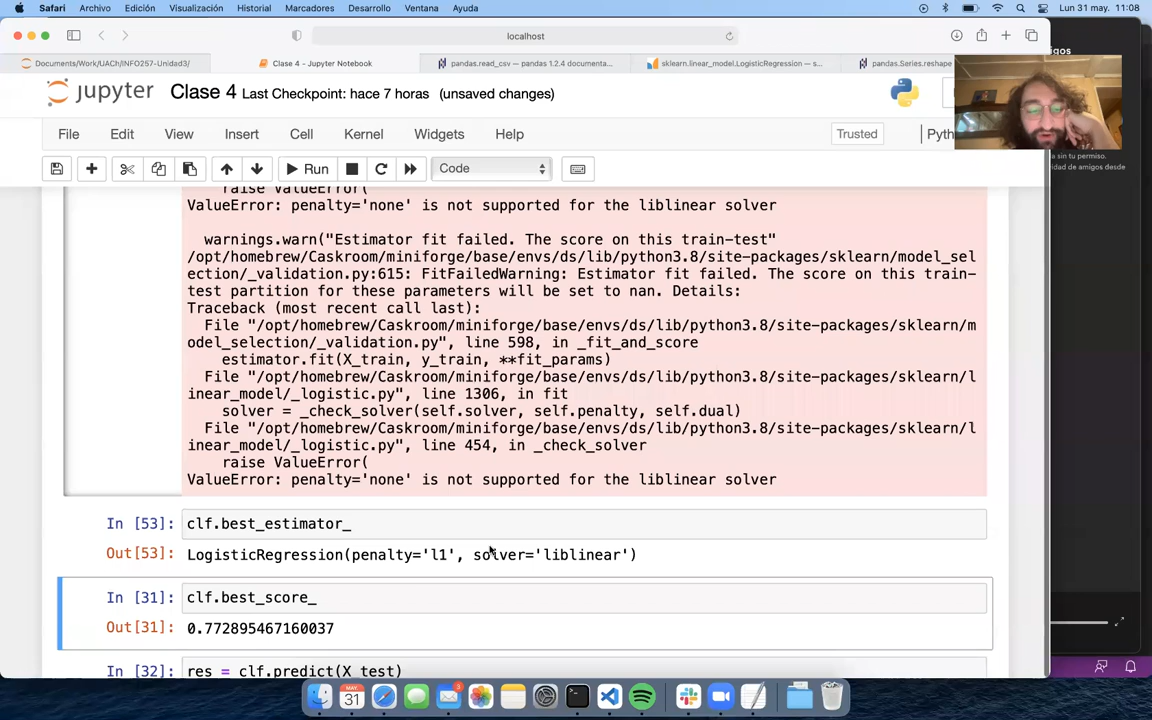 Safari Archivo Edición Visualización Historial Marcadores Desarrollo Ventana Ayuda Lun 31 may. 11:08
localhost
Documents/Work/UACh/INFO257-Unidad3/ Clase 4 - Jupyter Notebook pandas.read_csv — pandas 1.2.4 documenta... sklearn.linear_model.LogisticRegression — s... pandas.Series.reshape
jupyter Clase 4 Last Checkpoint: hace 7 horas (unsaved changes)
File Edit View Insert Cell Kernel Widgets Help Trusted
Run Code
raise ValueError(
ValueError: penalty='none' is not supported for the liblinear solver
warnings.warn("Estimator fit failed. The score on this train-test"
/opt/homebrew/Caskroom/miniforge/base/envs/ds/lib/python3.8/site-packages/sklearn/model_sel
ection/_validation.py:615: FitFailedWarning: Estimator fit failed. The score on this train-
test partition for these parameters will be set to nan. Details:
Traceback (most recent call last):
File "/opt/homebrew/Caskroom/miniforge/base/envs/ds/lib/python3.8/site-packages/sklearn/m
odel_selection/_validation.py", line 598, in _fit_and_score
estimator.fit(X_train, y_train, **fit_params)
File "/opt/homebrew/Caskroom/miniforge/base/envs/ds/lib/python3.8/site-packages/sklearn/l
inear_model/_logistic.py", line 1306, in fit
solver = _check_solver(self.solver, self.penalty, self.dual)
File "/opt/homebrew/Caskroom/miniforge/base/envs/ds/lib/python3.8/site-packages/sklearn/l
inear_model/_logistic.py", line 454, in _check_solver
raise ValueError(
ValueError: penalty='none' is not supported for the liblinear solver
In [53]: clf.best_estimator_
Out[53]: LogisticRegression(penalty='l1', solver='liblinear')
In [31]: clf.best_score_
Out[31]: 0.772895467160037
In [32]: res = clf.predict(X_test)